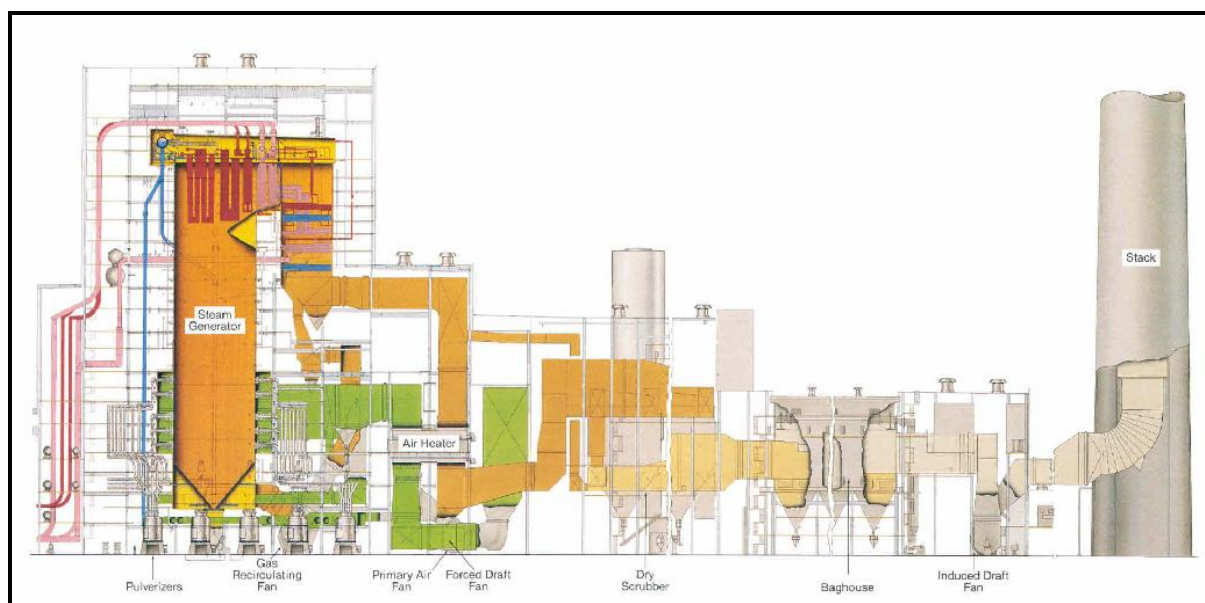 Stack
Steam
Generator
Air Heater
Pulverizers
Gas
Recirculating
Fan
Primary Air
Fan
Forced Draft
Fan
Dry
Scrubber
Baghouse
Induced Draft
Fan